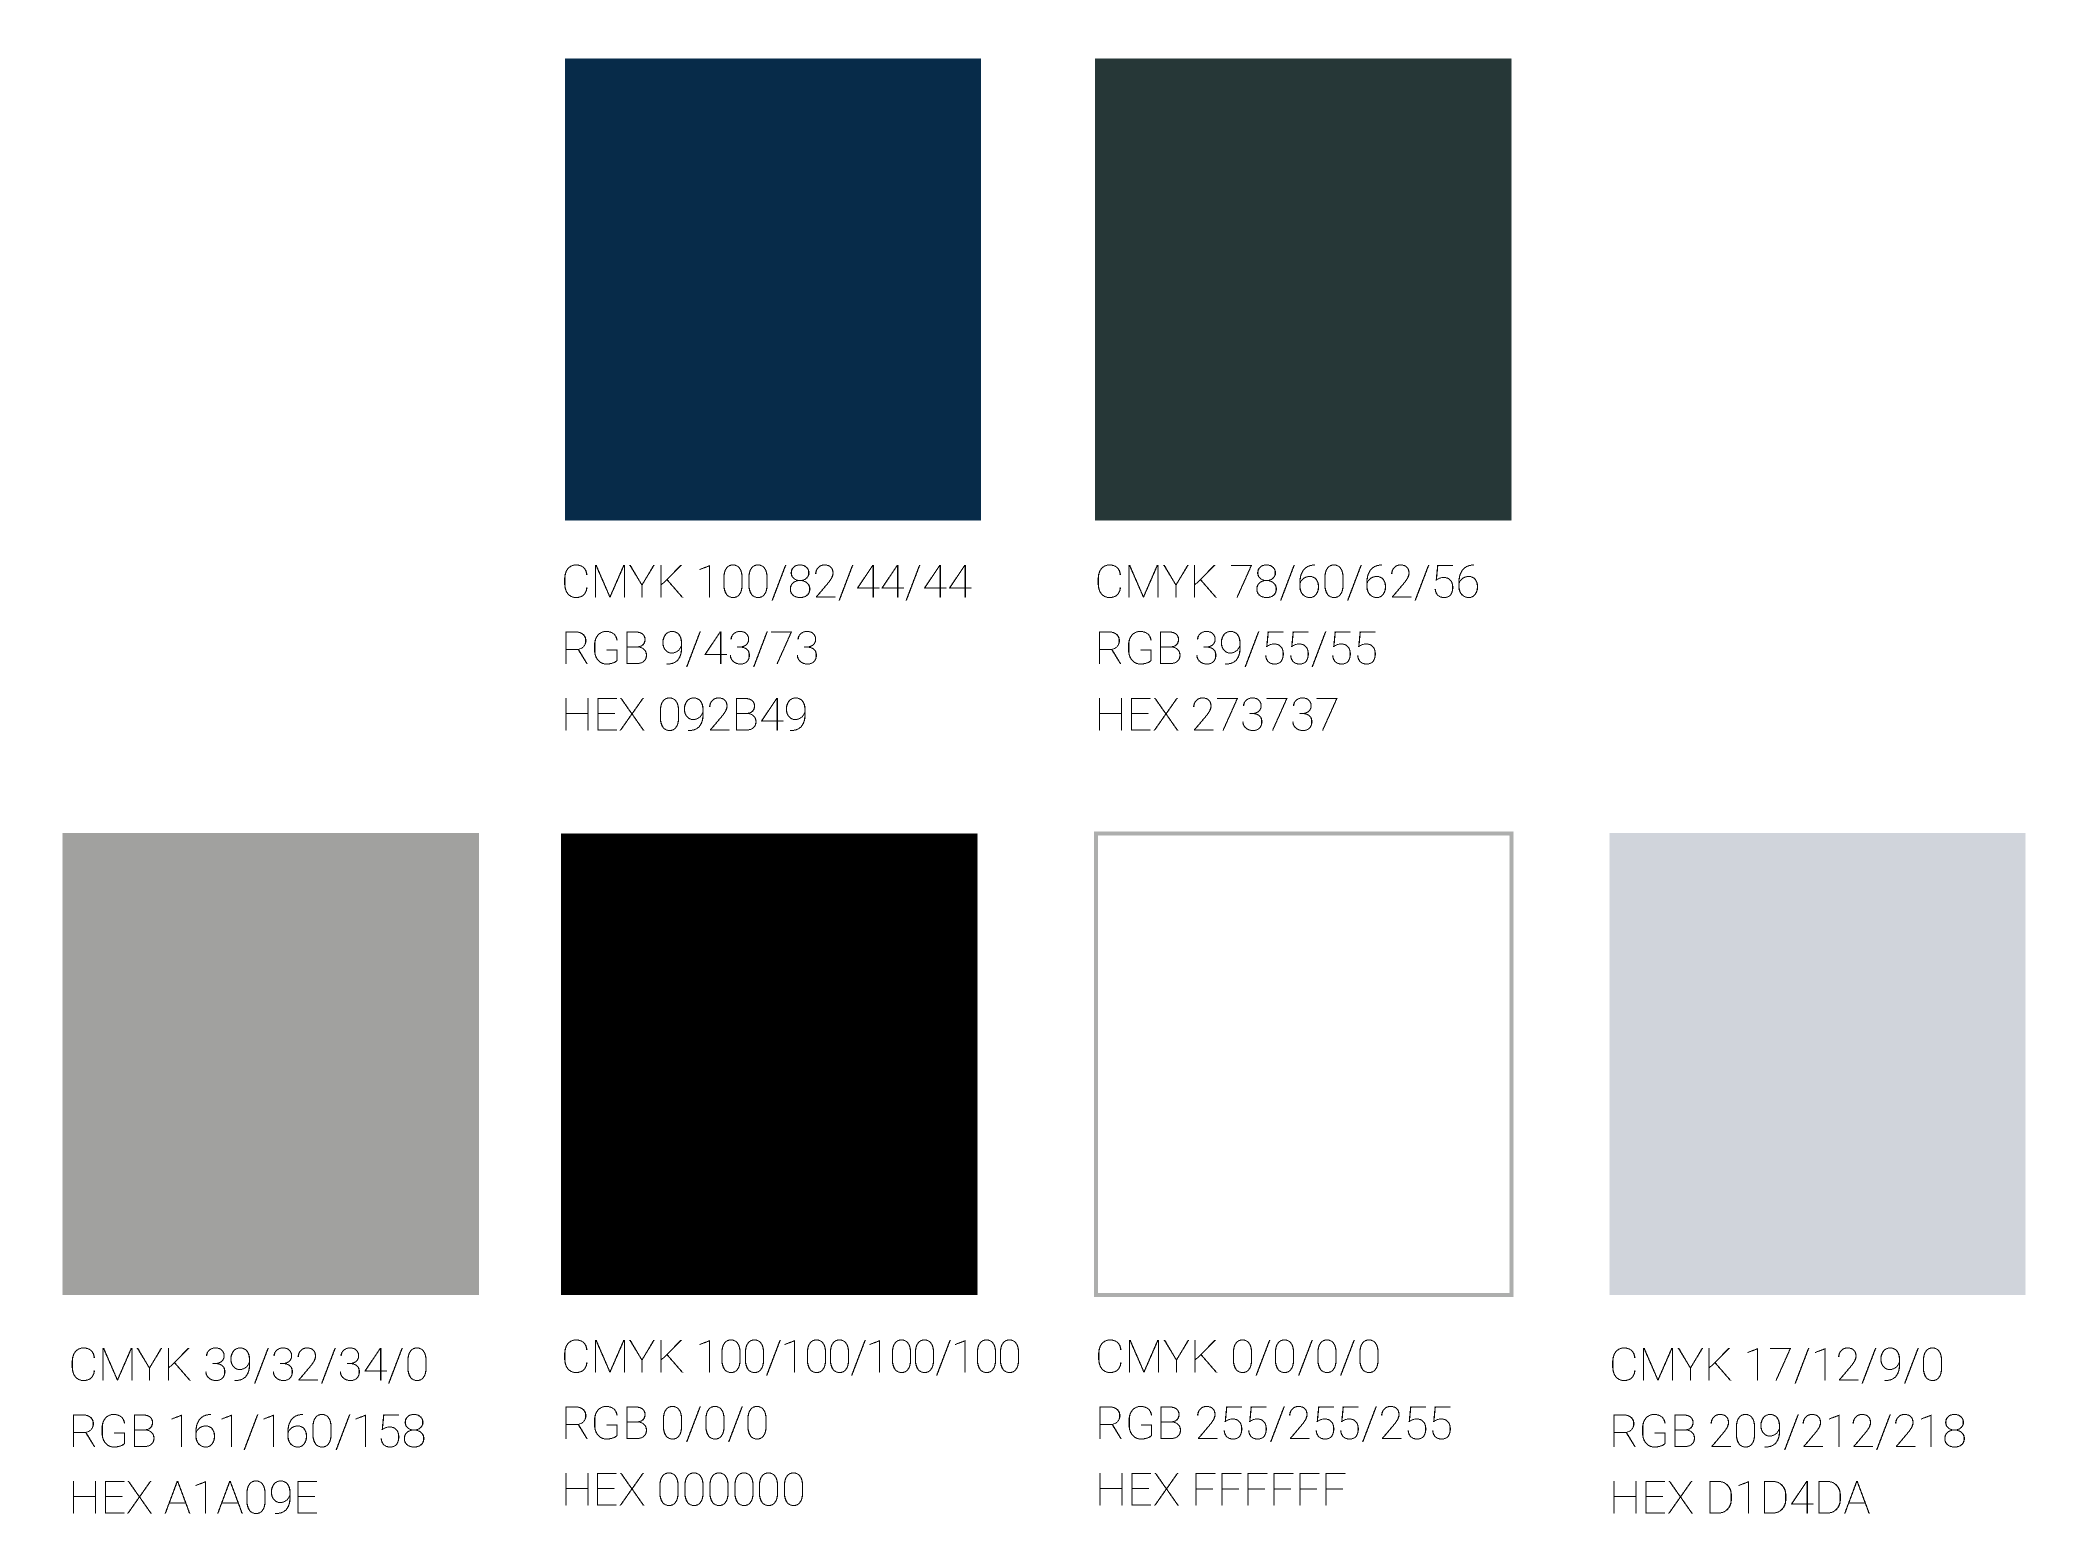 CMYK 100/82/44/44
RGB 9/43/73
HEX 092B49
CMYK 78/60/62/56
RGB 39/55/55
HEX 273737
CMYK 39/32/34/0
RGB 161/160/158
HEX A1A09E
CMYK 100/100/100/100
RGB 0/0/0
HEX 000000
CMYK 0/0/0/0
RGB 255/255/255
HEX FFFFFF
CMYK 17/12/9/0
RGB 209/212/218
HEX D1D4DA